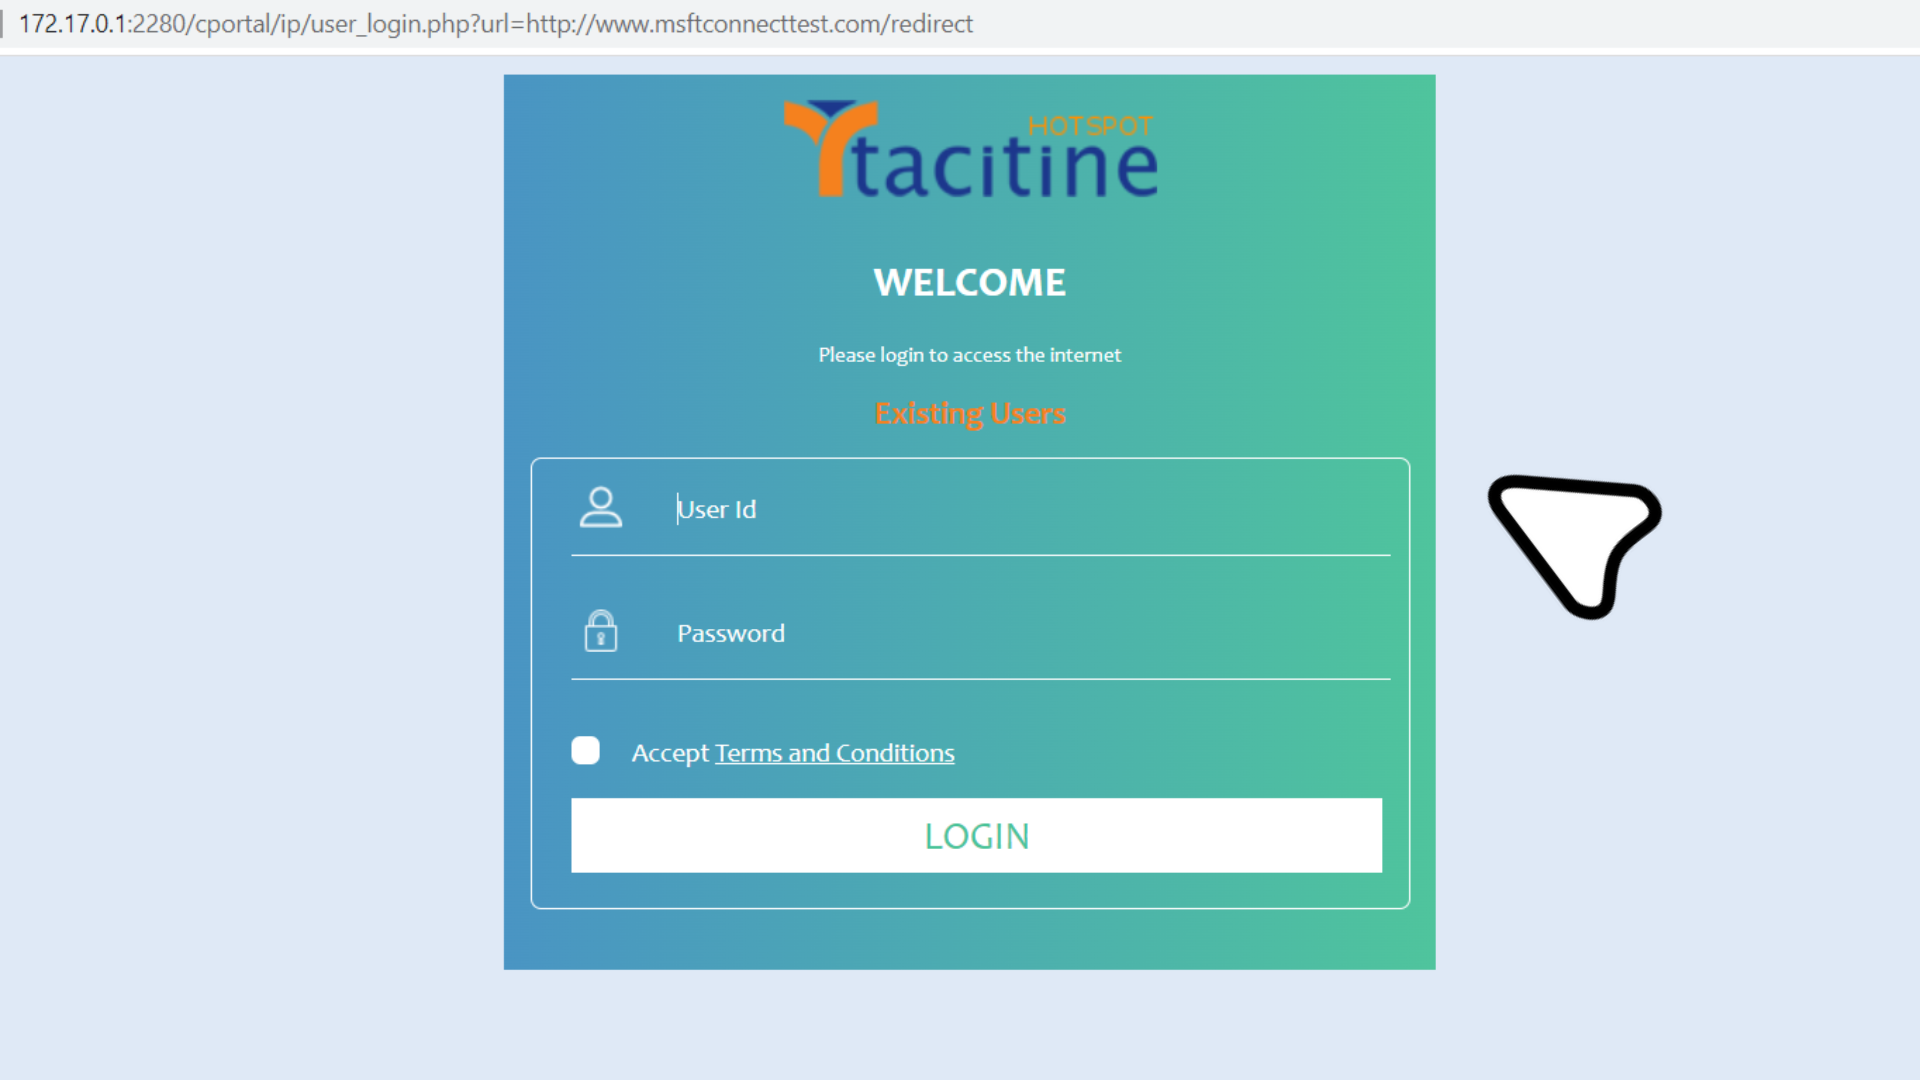 172.17.0.1:2280/cportal/ip/user_login.php?url=http://www.msftconnecttest.com/redirect
HOTSPOT
tacitine
WELCOME
Please login to access the internet
Existing Users
User Id
Password
Accept Terms and Conditions
LOGIN